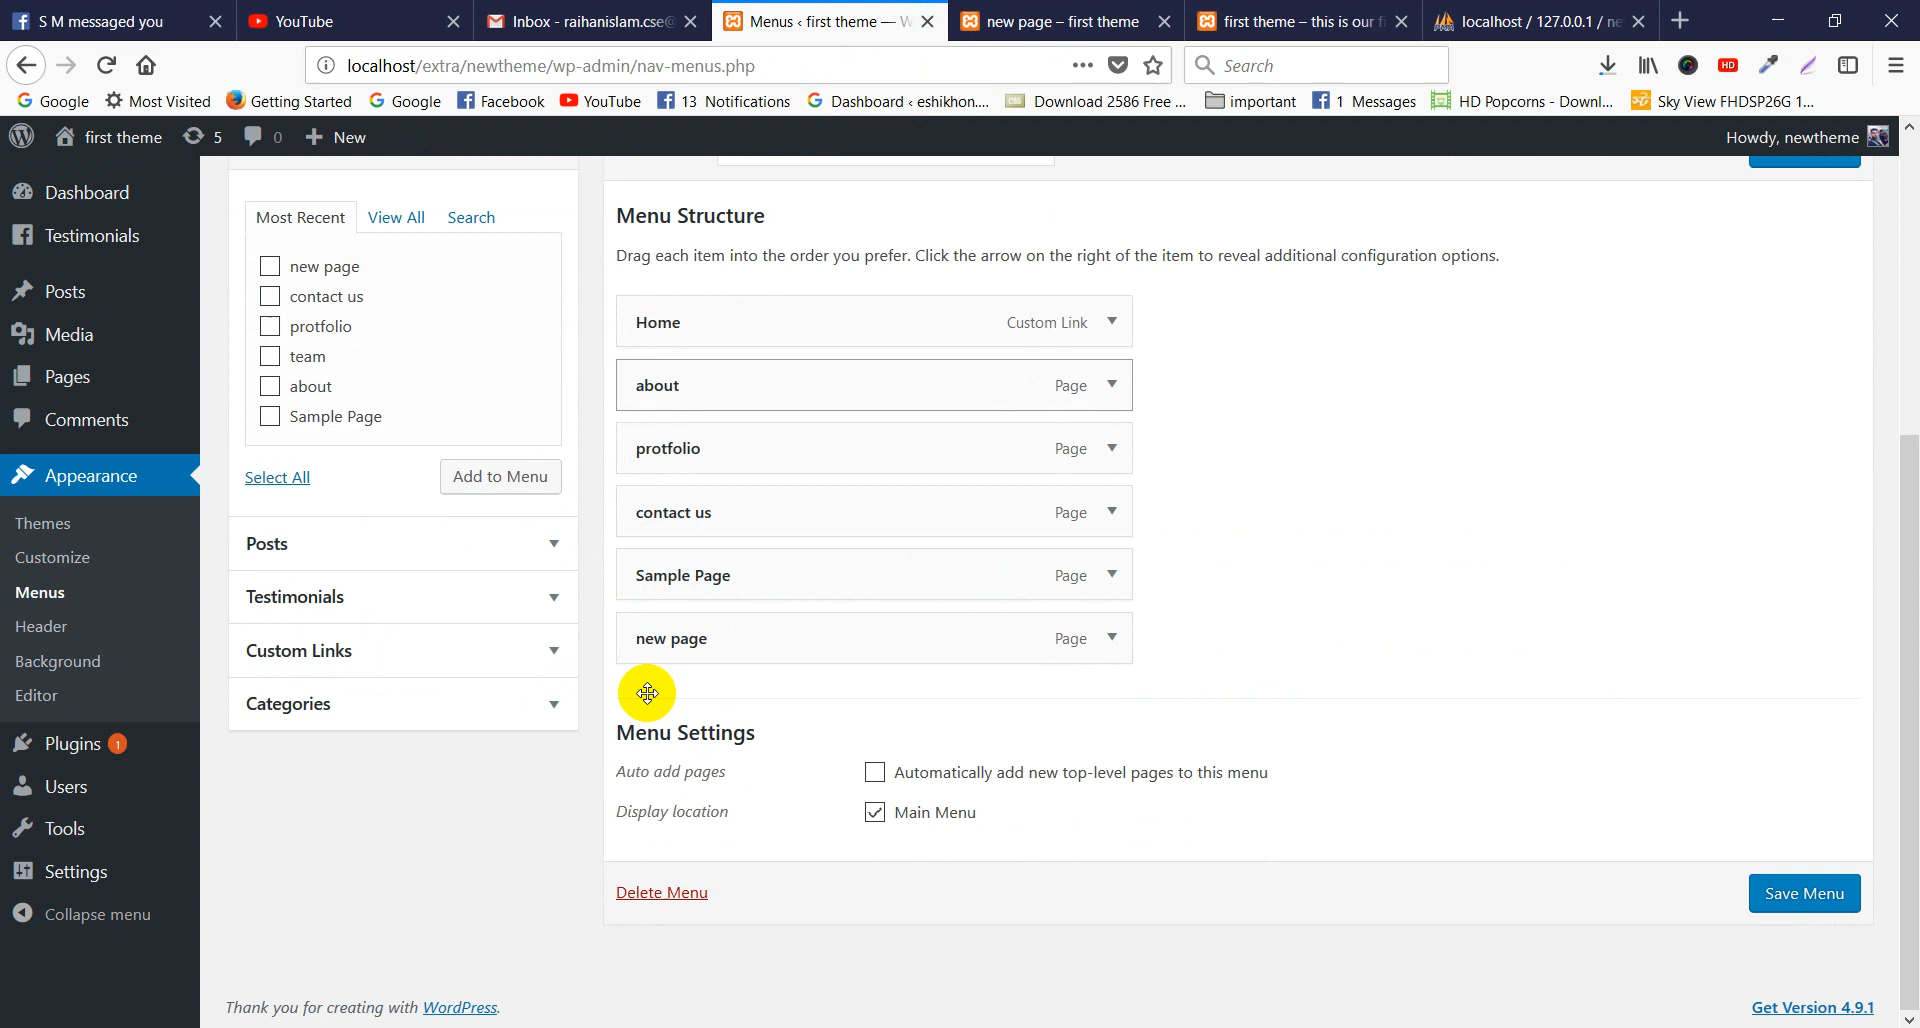 S M messaged you
YouTube
Inbox - raihanislam.cse@
Menus ‹ first theme — W
new page – first theme
first theme – this is our fi
localhost / 127.0.0.1 / ne
localhost/extra/newtheme/wp-admin/nav-menus.php
Search
HD
Google
Most Visited
Getting Started
Google
Facebook
YouTube
13 Notifications
Dashboard ‹ eshikhon....
Download 2586 Free ...
important
1 Messages
HD Popcorns - Downl...
Sky View FHDSP26G 1...
first theme
5
0
New
Howdy, newtheme
Dashboard
Testimonials
Posts
Media
Pages
Comments
Appearance
Themes
Customize
Menus
Header
Background
Editor
Plugins 1
Users
Tools
Settings
Collapse menu
Most Recent
View All
Search
new page
contact us
protfolio
team
about
Sample Page
Select All
Add to Menu
Posts
Testimonials
Custom Links
Categories
Menu Structure
Drag each item into the order you prefer. Click the arrow on the right of the item to reveal additional configuration options.
Home Custom Link
about Page
protfolio Page
contact us Page
Sample Page Page
new page Page
Menu Settings
Auto add pages Automatically add new top-level pages to this menu
Display location Main Menu
Delete Menu
Save Menu
Thank you for creating with WordPress.
Get Version 4.9.1